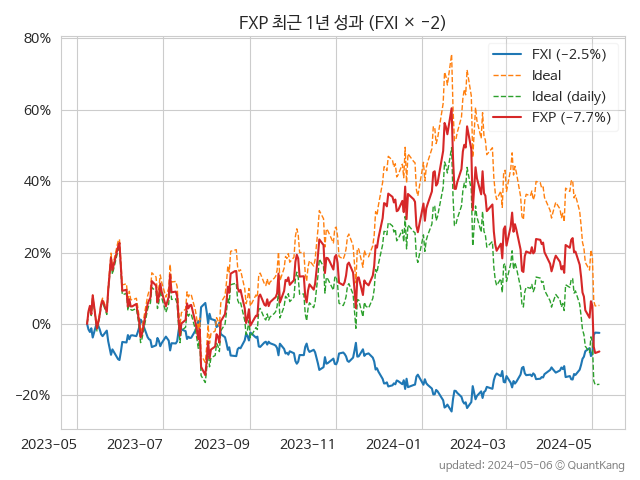 FXP 최근 1년 성과 (FXI × −2)
80%
60%
40%
20%
0%
−20%
FXI (−2.5%)
Ideal
Ideal (daily)
FXP (−7.7%)
2023-05 2023-07 2023-09 2023-11 2024-01 2024-03 2024-05
updated: 2024-05-06 ⓒ QuantKang